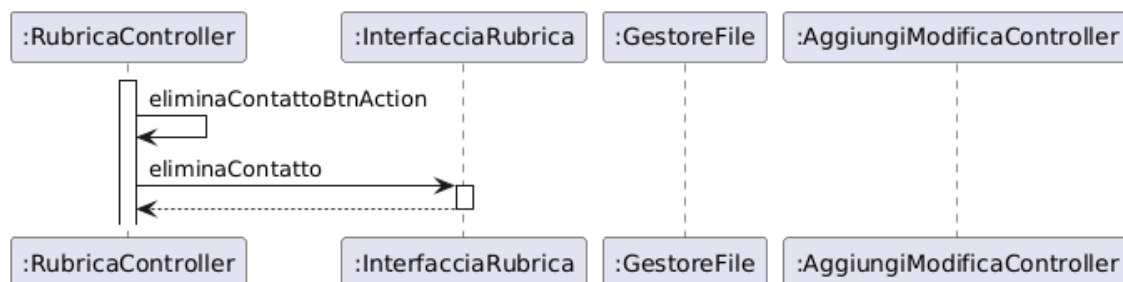 :RubricaController :InterfacciaRubrica :GestoreFile :AggiungiModificaController
eliminaContattoBtnAction
eliminaContatto
:RubricaController :InterfacciaRubrica :GestoreFile :AggiungiModificaController